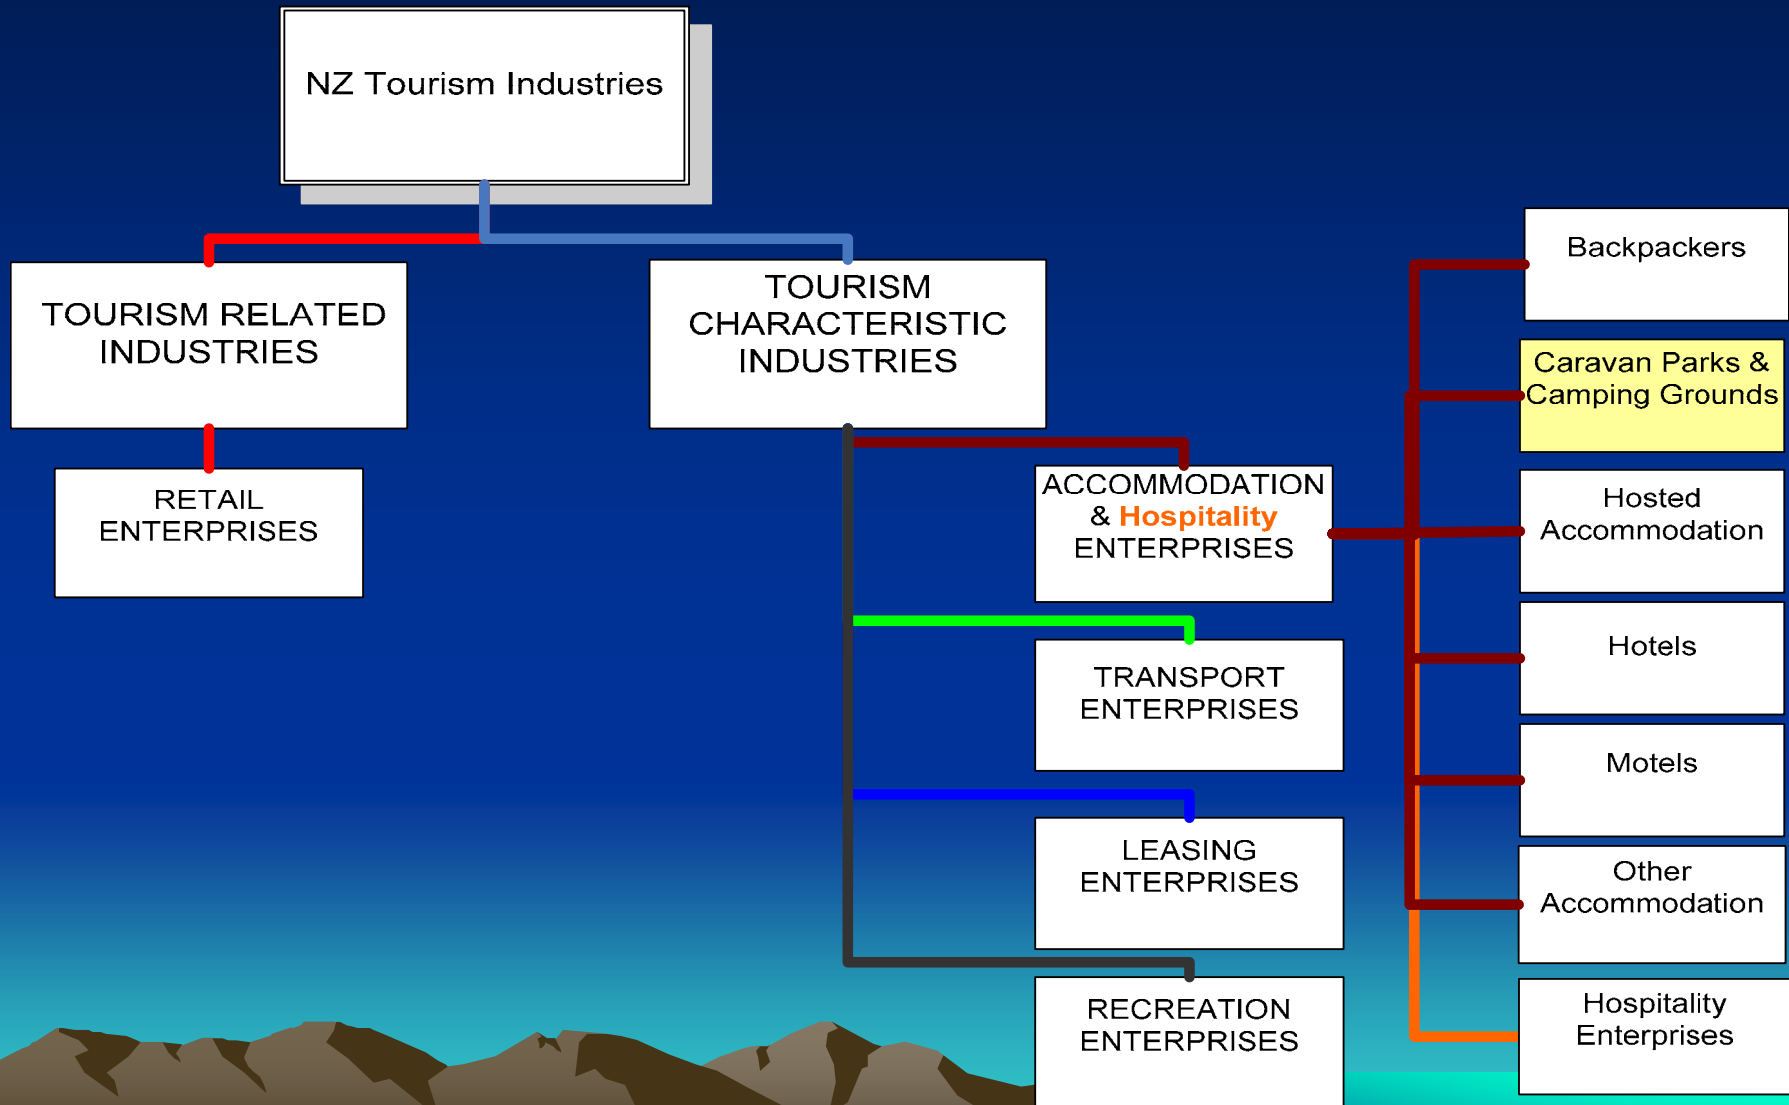 NZ Tourism Industries
TOURISM RELATED
INDUSTRIES
TOURISM
CHARACTERISTIC
INDUSTRIES
RETAIL
ENTERPRISES
ACCOMMODATION
& Hospitality
ENTERPRISES
TRANSPORT
ENTERPRISES
LEASING
ENTERPRISES
RECREATION
ENTERPRISES
Backpackers
Caravan Parks &
Camping Grounds
Hosted
Accommodation
Hotels
Motels
Other
Accommodation
Hospitality
Enterprises